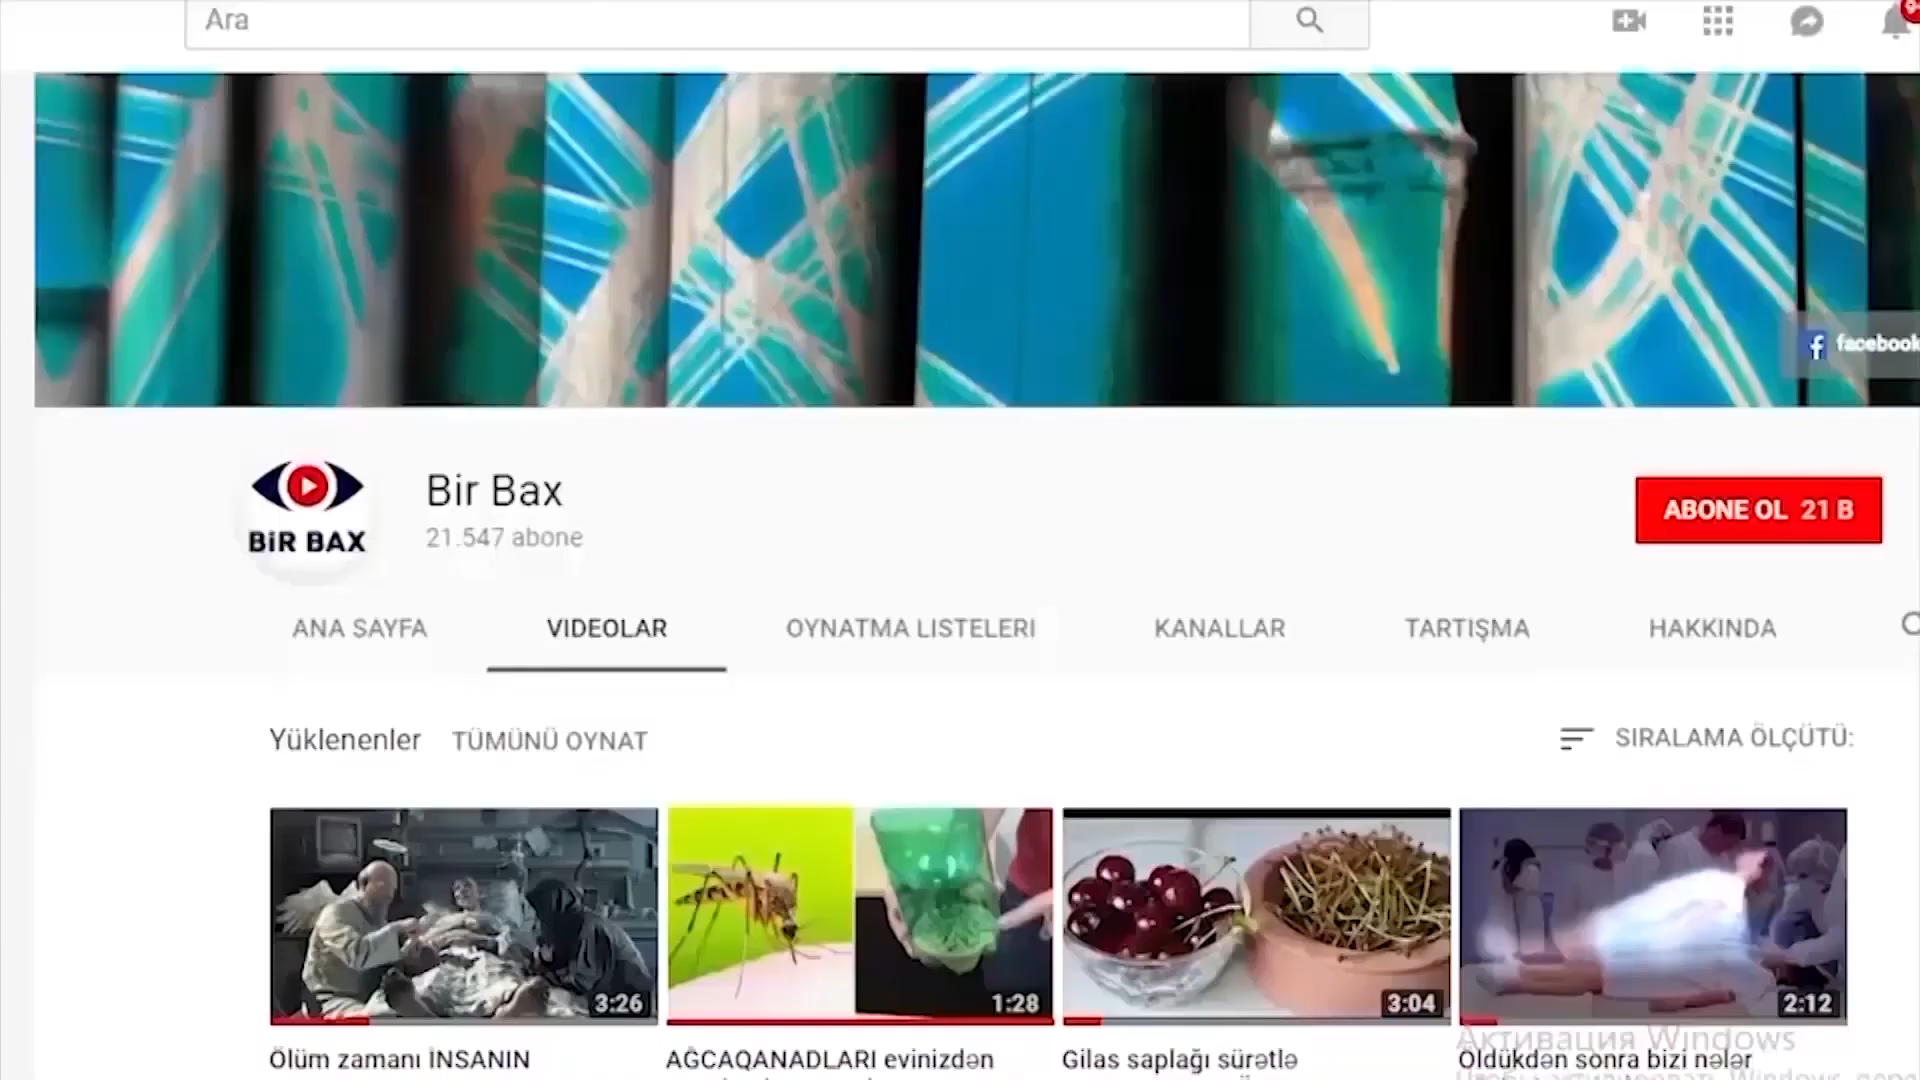 Ara
facebook
BİR BAX
Bir Bax
21.547 abone
ABONE OL 21 B
ANA SAYFA
VIDEOLAR
OYNATMA LISTELERI
KANALLAR
TARTIŞMA
HAKKINDA
Yüklenenler
TÜMÜNÜ OYNAT
SIRALAMA ÖLÇÜTÜ:
3:26
1:28
3:04
2:12
Ölüm zamanı İNSANIN
AĞCAQANADLARI evinizdən
Gilas saplağı sürətlə
Öldükdən sonra bizi nələr
Активация Windows